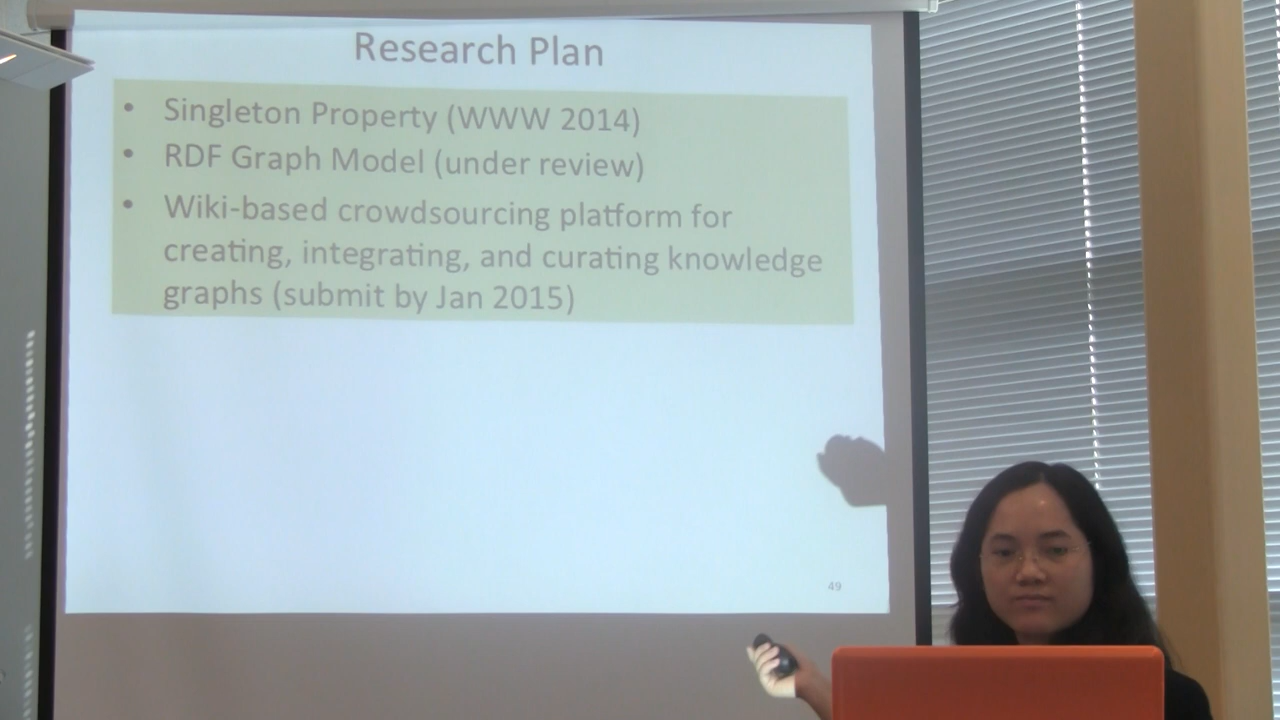 Research Plan
• Singleton Property (WWW 2014)
• RDF Graph Model (under review)
• Wiki-based crowdsourcing platform for
creating, integrating, and curating knowledge
graphs (submit by Jan 2015)
49